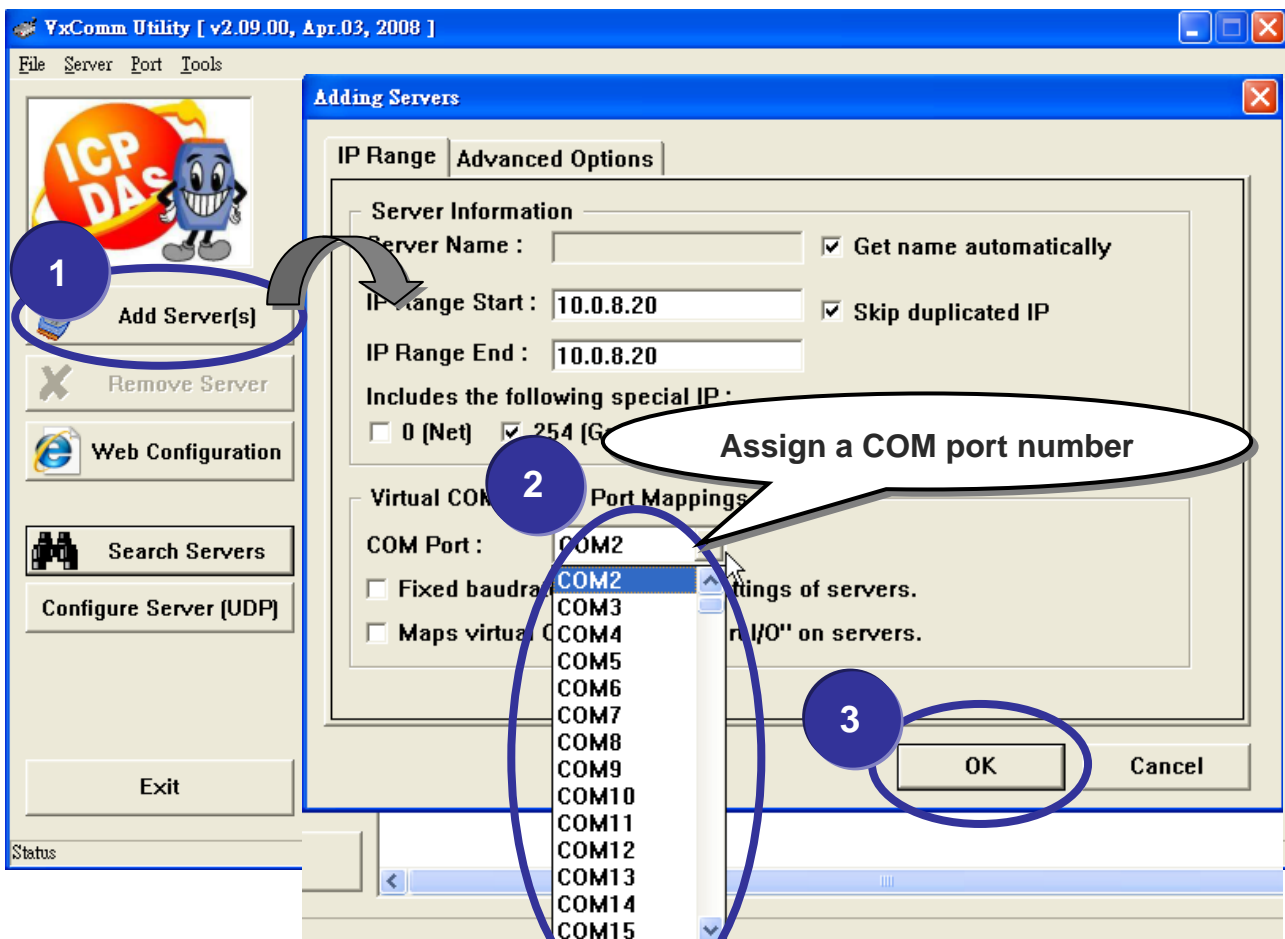 VxComm Utility [ v2.09.00, Apr.03, 2008 ]
File Server Port Tools
ICP
DAS
1
Add Server(s)
Remove Server
Web Configuration
Search Servers
Configure Server (UDP)
Exit
Status
Adding Servers
IP Range Advanced Options
Server Information
Server Name :
Get name automatically
IP Range Start : 10.0.8.20
Skip duplicated IP
IP Range End : 10.0.8.20
Includes the following special IP :
0 (Net) 254
Assign a COM port number
2
Virtual COM Port Mappings
COM Port : COM2
Fixed of servers.
Maps virtual I/O" on servers.
COM2
COM3
COM4
COM5
COM6
COM7
COM8
COM9
COM10
COM11
COM12
COM13
COM14
COM15
3
OK
Cancel